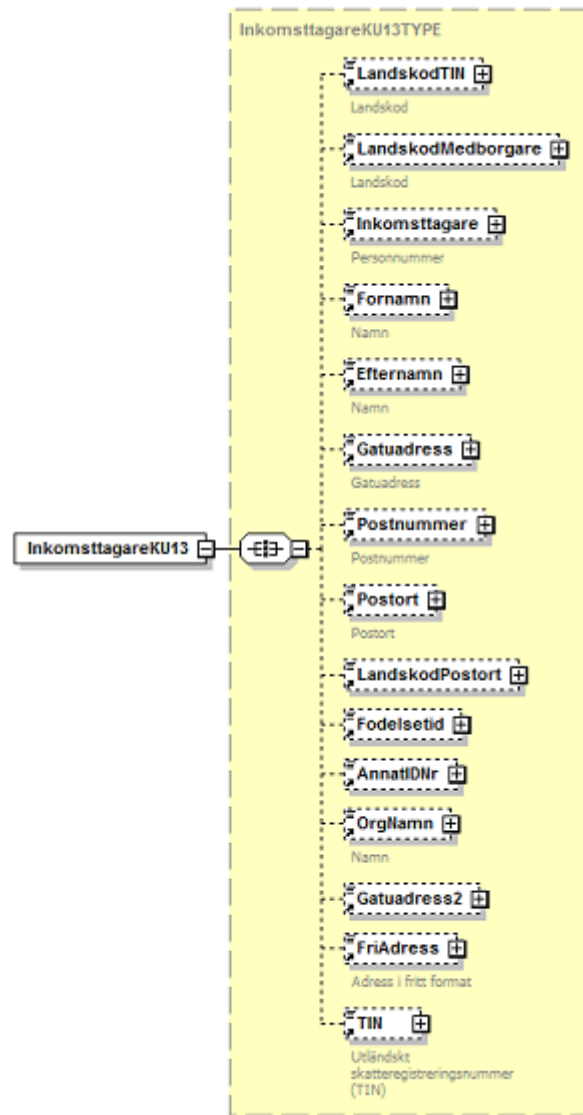 InkomsttagareKU13TYPE
LandskodTIN
Landskod
LandskodMedborgare
Landskod
Inkomsttagare
Personnummer
Fornamn
Namn
Efternamn
Namn
Gatuadress
Gatuadress
Postnummer
Postnummer
InkomsttagareKU13
Postort
Postort
LandskodPostort
Fodelsetid
AnnatIDNr
OrgNamn
Namn
Gatuadress2
FriAdress
Adress i fritt format
TIN
Utländskt
skatteregistreringsnummer
(TIN)